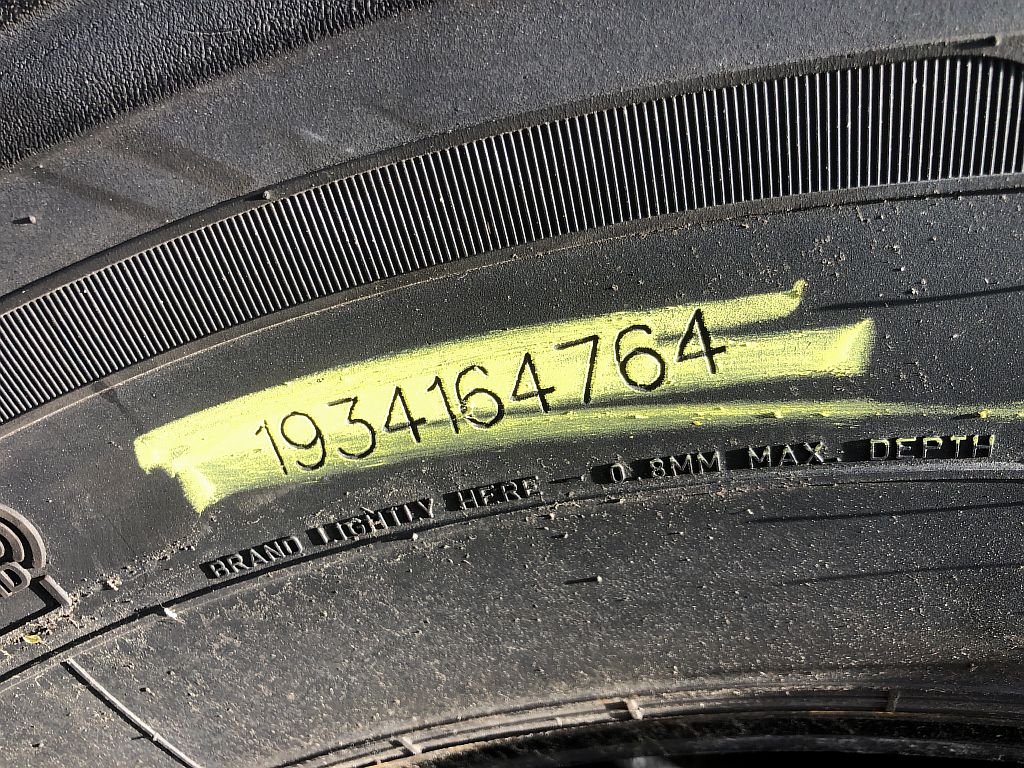 1934164764
BRAND LIGHTLY HERE - 0.8MM MAX. DEPTH